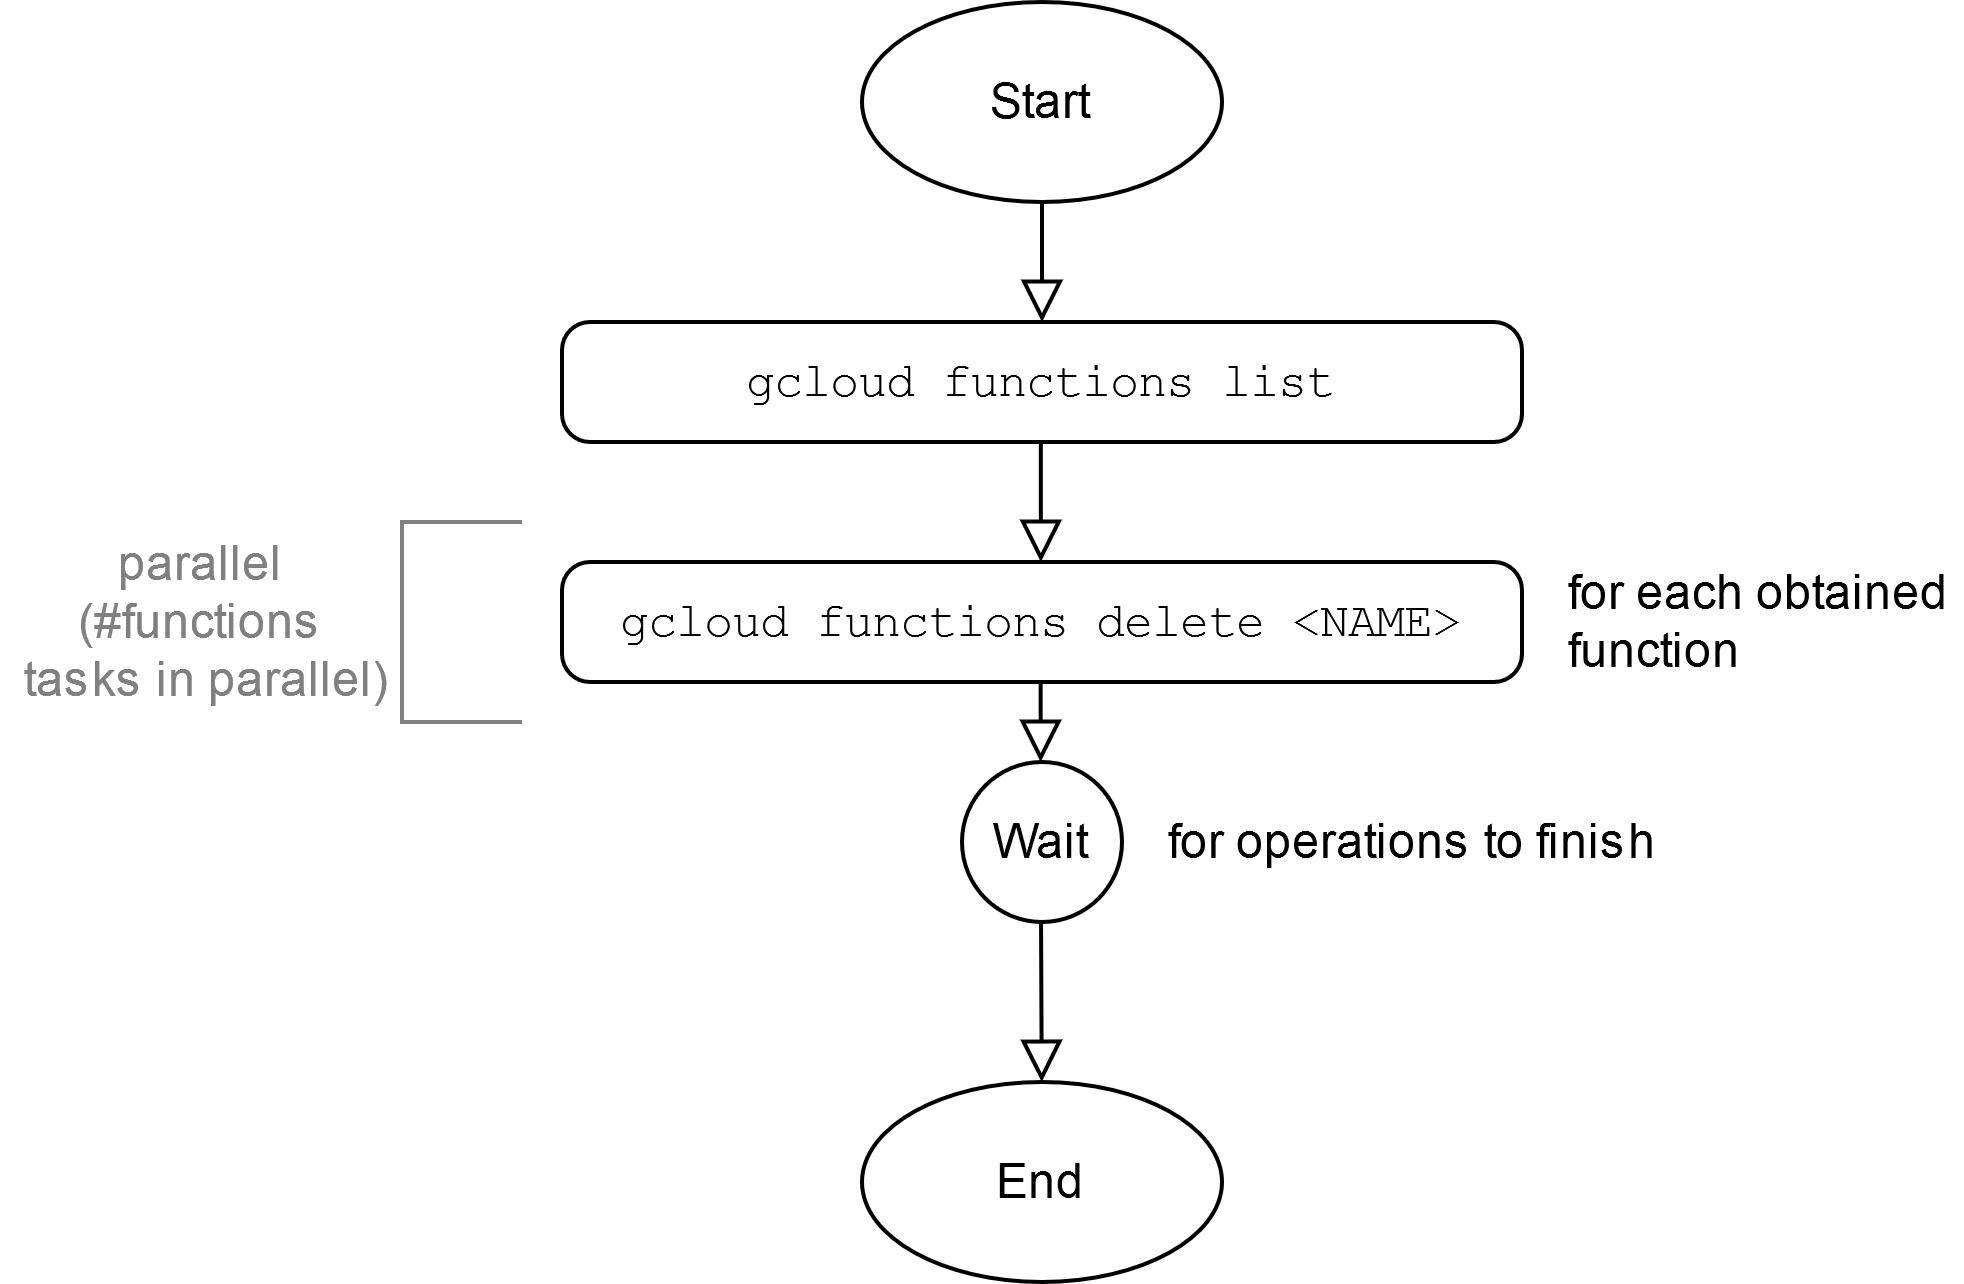 Start
gcloud functions list
parallel
(#functions
tasks in parallel)
gcloud functions delete <NAME>
for each obtained
function
Wait
for operations to finish
End